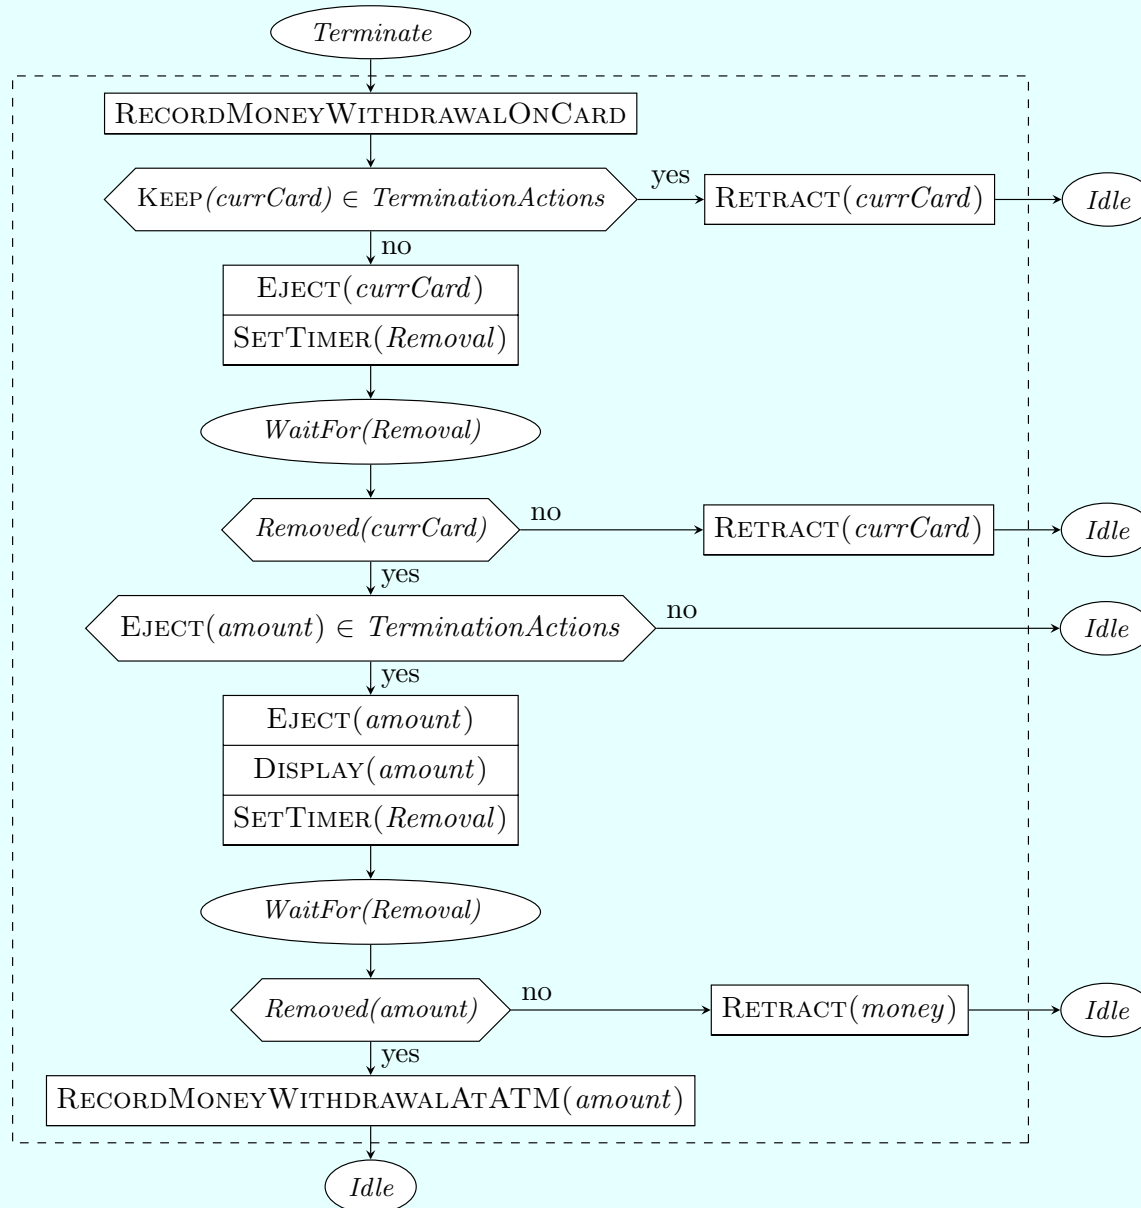 Terminate
RECORDMONEYWITHDRAWALONCARD
KEEP(currCard) ∈ TerminationActions
yes
RETRACT(currCard)
Idle
no
EJECT(currCard)
SETTIMER(Removal)
WaitFor(Removal)
Removed(currCard)
no
RETRACT(currCard)
Idle
yes
EJECT(amount) ∈ TerminationActions
no
Idle
yes
EJECT(amount)
DISPLAY(amount)
SETTIMER(Removal)
WaitFor(Removal)
Removed(amount)
no
RETRACT(money)
Idle
yes
RECORDMONEYWITHDRAWALATATM(amount)
Idle